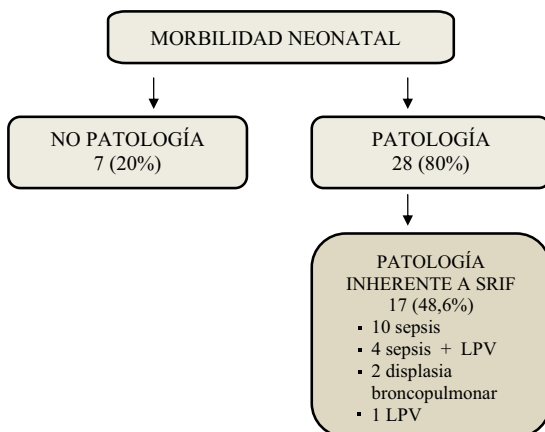 MORBILIDAD NEONATAL
NO PATOLOGÍA
7 (20%)
PATOLOGÍA
28 (80%)
PATOLOGÍA
INHERENTE A SRIF
17 (48,6%)
▪ 10 sepsis
▪ 4 sepsis + LPV
▪ 2 displasia
broncopulmonar
▪ 1 LPV